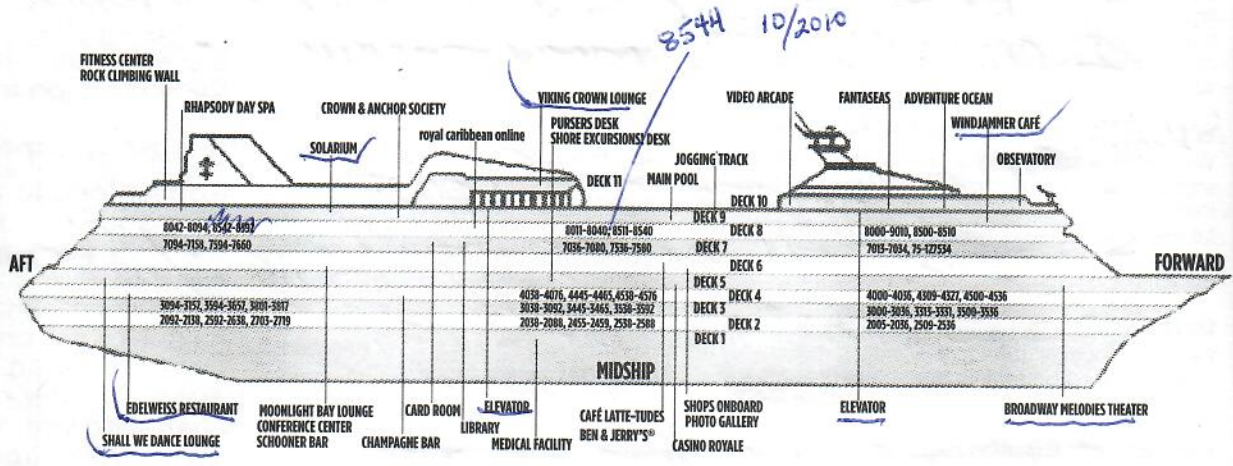 8544 10/2010
FITNESS CENTER
ROCK CLIMBING WALL
RHAPSODY DAY SPA
CROWN & ANCHOR SOCIETY
VIKING CROWN LOUNGE
VIDEO ARCADE
FANTASEAS
ADVENTURE OCEAN
PURSERS DESK
SHORE EXCURSIONS! DESK
WINDJAMMER CAFÉ
royal caribbean online
SOLARIUM
JOGGING TRACK
OBSEVATORY
MAIN POOL
DECK 11
DECK 10
DECK 9
8042-8094, 8542-8592
8011-8040, 8511-8540
DECK 8
8000-9010, 8500-8510
7094-7158, 7594-7660
7036-7080, 7536-7580
DECK 7
7013-7034, 75-127534
AFT
DECK 6
FORWARD
DECK 5
4038-4076, 4445-4465, 4538-4576
DECK 4
4000-4036, 4309-4327, 4500-4536
3094-3157, 3594-3657, 3801-3817
3038-3092, 3445-3465, 3538-3592
DECK 3
3000-3036, 3313-3331, 3500-3536
2092-2138, 2592-2638, 2703-2719
2038-2088, 2455-2459, 2538-2588
DECK 2
2005-2036, 2509-2536
DECK 1
MIDSHIP
EDELWEISS RESTAURANT
MOONLIGHT BAY LOUNGE
CONFERENCE CENTER
SCHOONER BAR
CARD ROOM
ELEVATOR
CAFÉ LATTE-TUDES
BEN & JERRY'S®
SHOPS ONBOARD
PHOTO GALLERY
ELEVATOR
BROADWAY MELODIES THEATER
SHALL WE DANCE LOUNGE
CHAMPAGNE BAR
LIBRARY
MEDICAL FACILITY
CASINO ROYALE